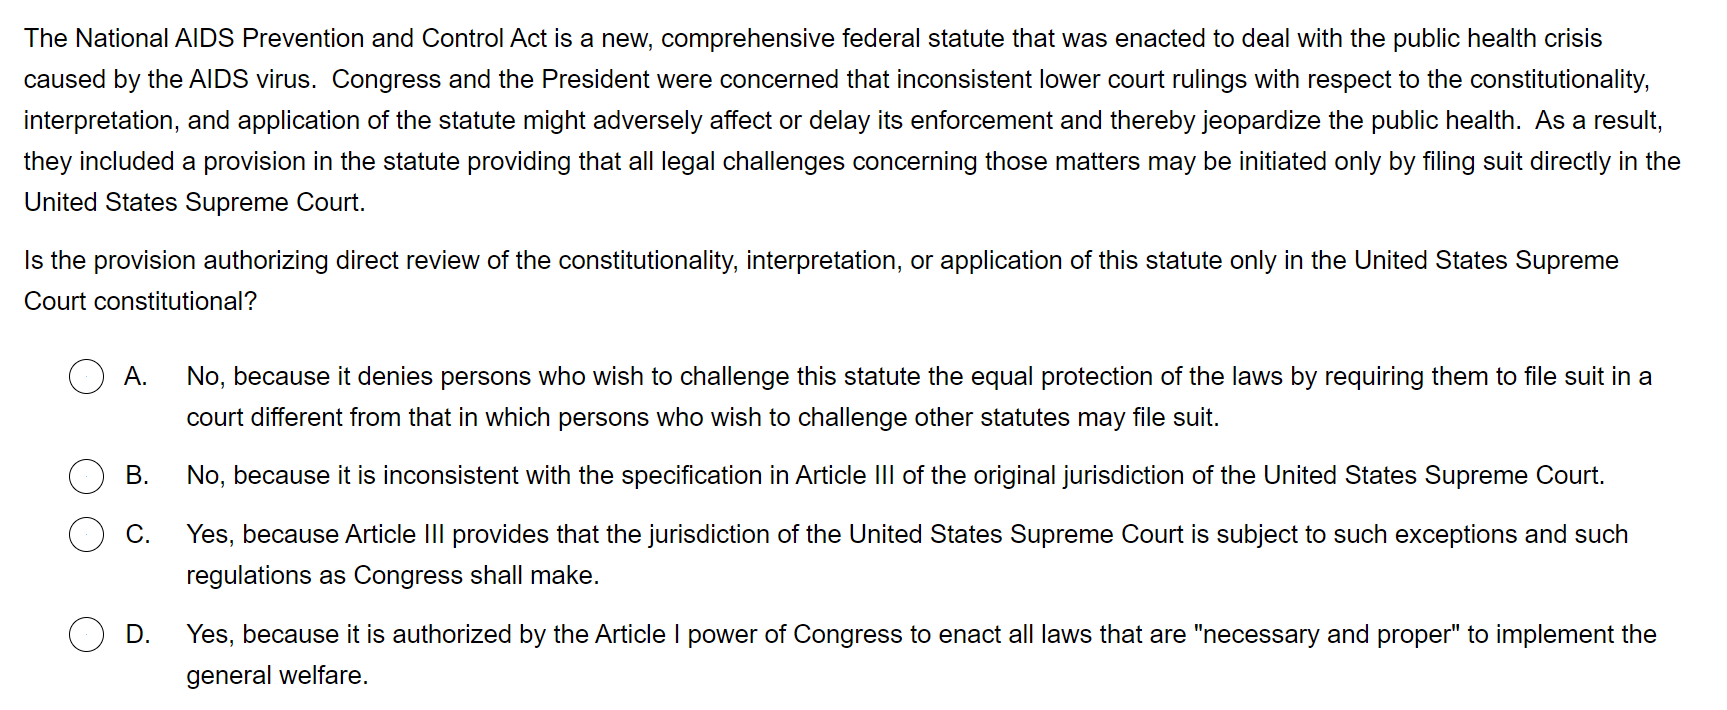 The National AIDS Prevention and Control Act is a new, comprehensive federal statute that was enacted to deal with the public health crisis
caused by the AIDS virus.  Congress and the President were concerned that inconsistent lower court rulings with respect to the constitutionality,
interpretation, and application of the statute might adversely affect or delay its enforcement and thereby jeopardize the public health.  As a result,
they included a provision in the statute providing that all legal challenges concerning those matters may be initiated only by filing suit directly in the
United States Supreme Court.
Is the provision authorizing direct review of the constitutionality, interpretation, or application of this statute only in the United States Supreme
Court constitutional?
A. No, because it denies persons who wish to challenge this statute the equal protection of the laws by requiring them to file suit in a
court different from that in which persons who wish to challenge other statutes may file suit.
B. No, because it is inconsistent with the specification in Article III of the original jurisdiction of the United States Supreme Court.
C. Yes, because Article III provides that the jurisdiction of the United States Supreme Court is subject to such exceptions and such
regulations as Congress shall make.
D. Yes, because it is authorized by the Article I power of Congress to enact all laws that are "necessary and proper" to implement the
general welfare.